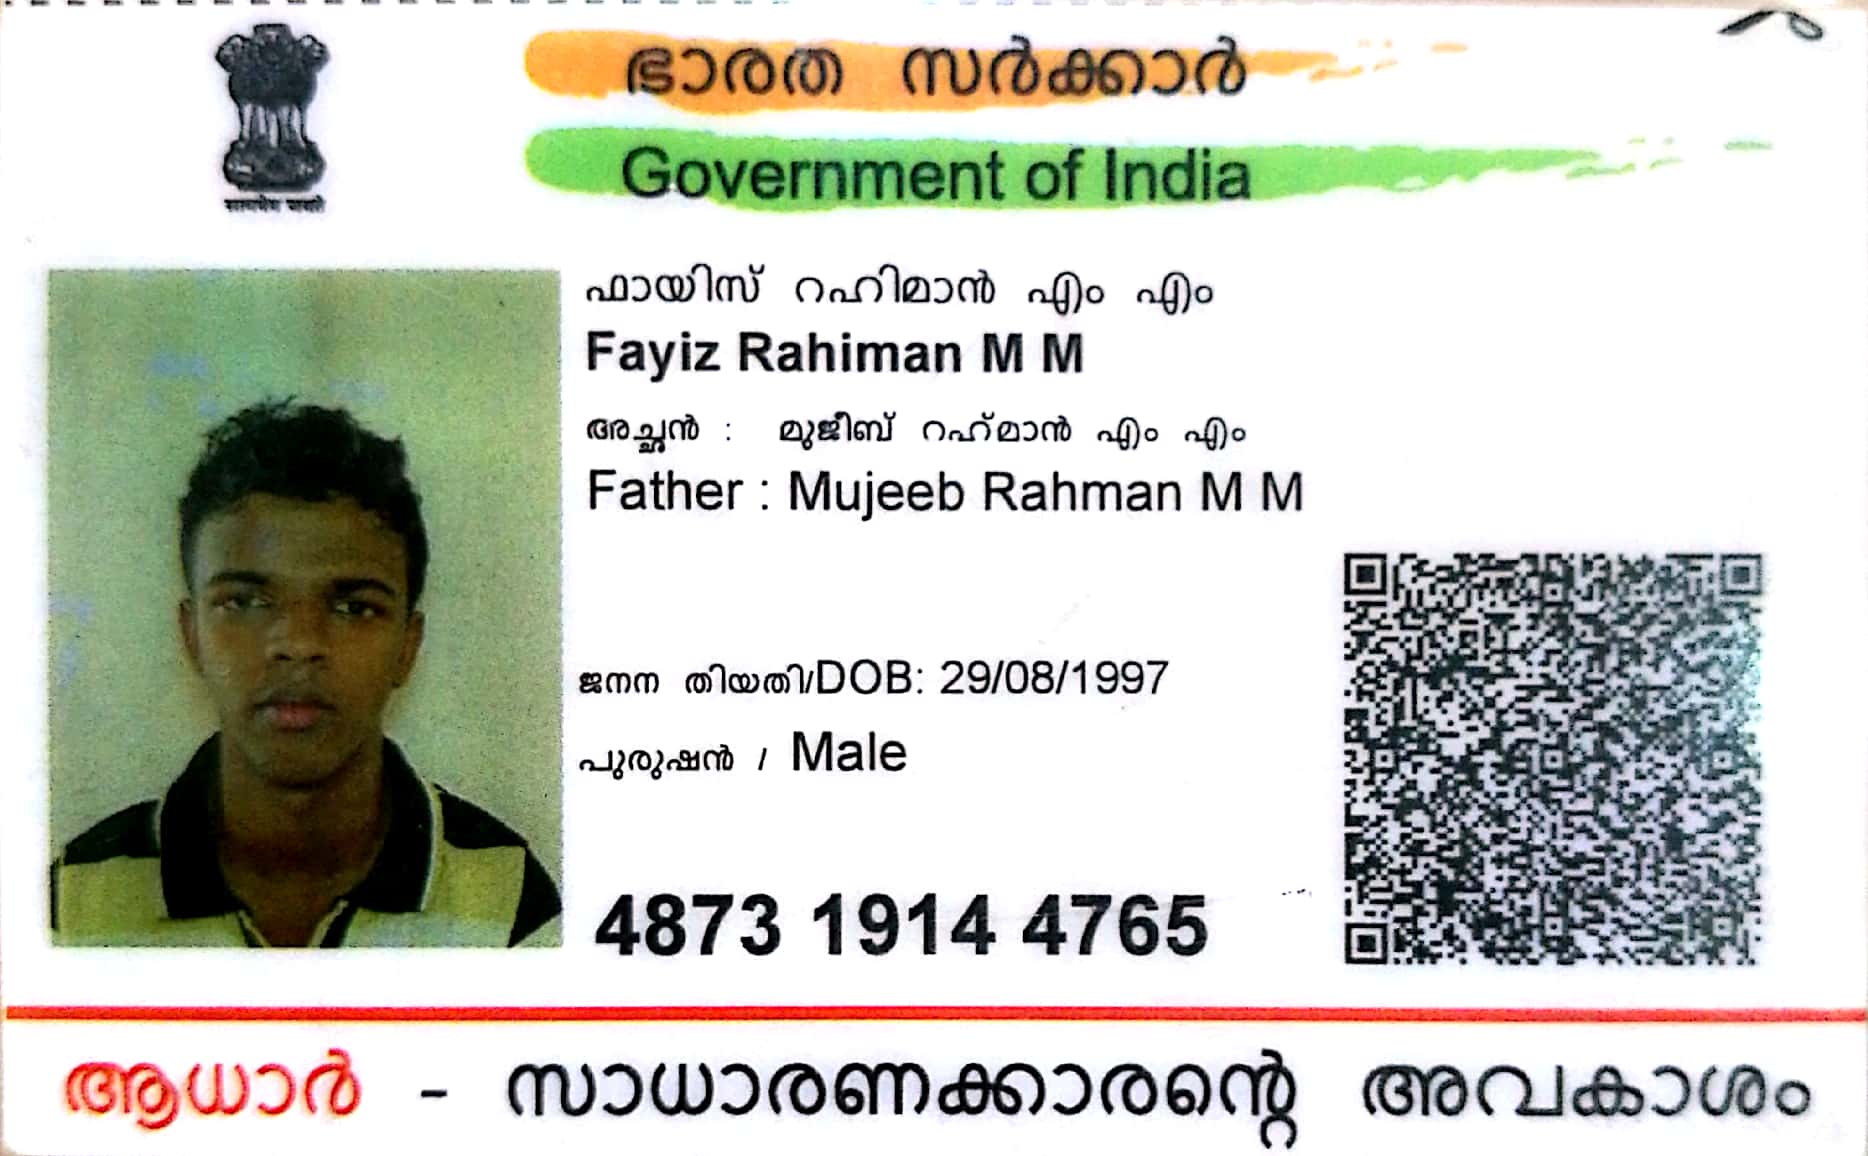 ഭാരത സർക്കാർ
Government of India
ഫായിസ് റഹിമാൻ എം എം
Fayiz Rahiman M M
അച്ഛൻ : മുജീബ് റഹ്മാൻ എം എം
Father : Mujeeb Rahman M M
ജനന തിയതി/DOB: 29/08/1997
പുരുഷൻ / Male
4873 1914 4765
ആധാർ - സാധാരണക്കാരന്റെ അവകാശം